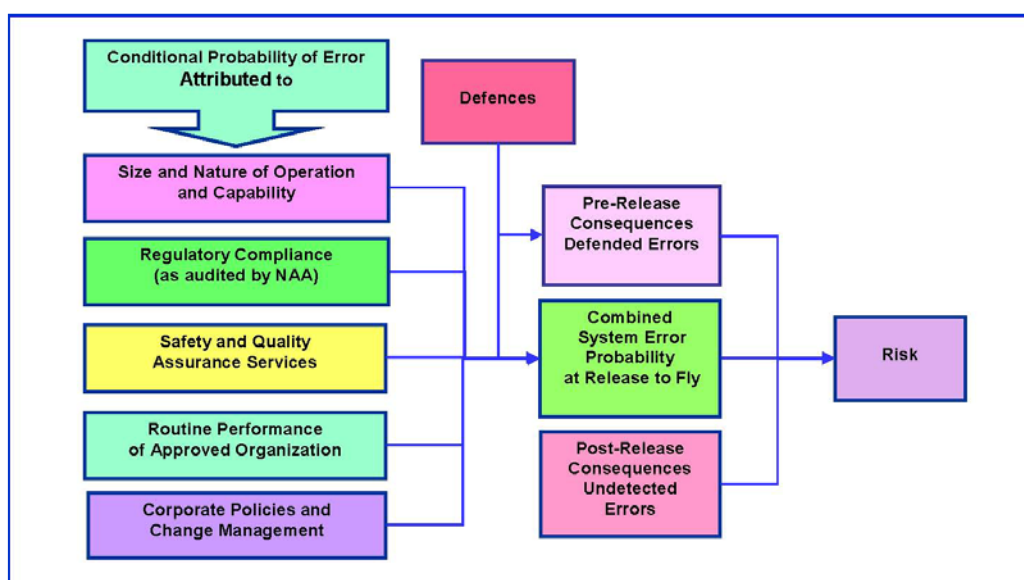 Conditional Probability of Error
Attributed to
Defences
Size and Nature of Operation
and Capability
Regulatory Compliance
(as audited by NAA)
Safety and Quality
Assurance Services
Routine Performance
of Approved Organization
Corporate Policies and
Change Management
Pre-Release
Consequences
Defended Errors
Combined
System Error
Probability
at Release to Fly
Post-Release
Consequences
Undetected
Errors
Risk